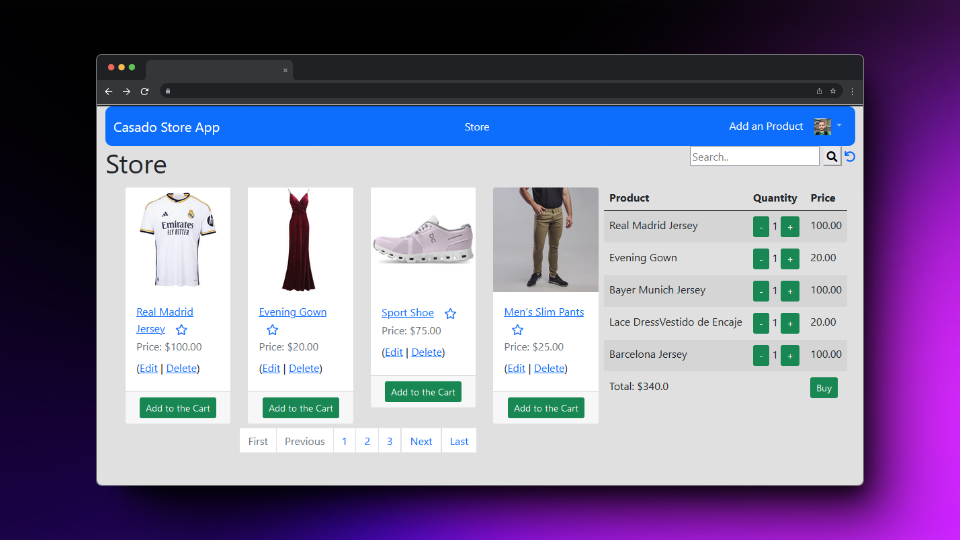 Casado Store App
Store
Add an Product
Store
Search..
Emirates
FLY BETTER
Real Madrid
Jersey
Price: $100.00
(Edit | Delete)
Add to the Cart
Evening Gown
Price: $20.00
(Edit | Delete)
Add to the Cart
Sport Shoe
Price: $75.00
(Edit | Delete)
Add to the Cart
Men's Slim Pants
Price: $25.00
(Edit | Delete)
Add to the Cart
First Previous 1 2 3 Next Last
Product Quantity Price
Real Madrid Jersey - 1 + 100.00
Evening Gown - 1 + 20.00
Bayer Munich Jersey - 1 + 100.00
Lace DressVestido de Encaje - 1 + 20.00
Barcelona Jersey - 1 + 100.00
Total: $340.0 Buy